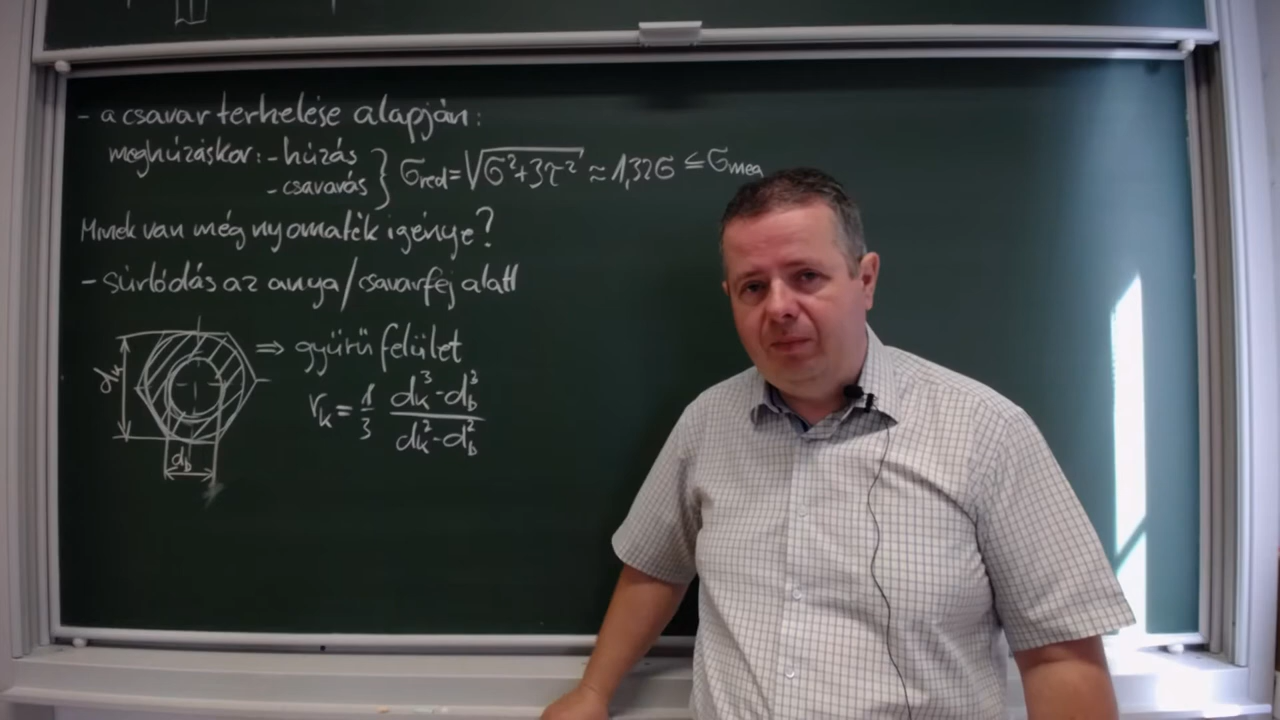 - a csavar terhelése alapján:
meghúzáskor: - húzás
- csavarás
} σred = √σ²+3τ² ≈ 1,32σ ≤ σmeg
Minek van még nyomaték igénye?
- súrlódás az anya/csavarfej alatt
⇒ gyűrű felület
rk = 1/3 (dk³-db³)/(dk²-db²)
dk
db